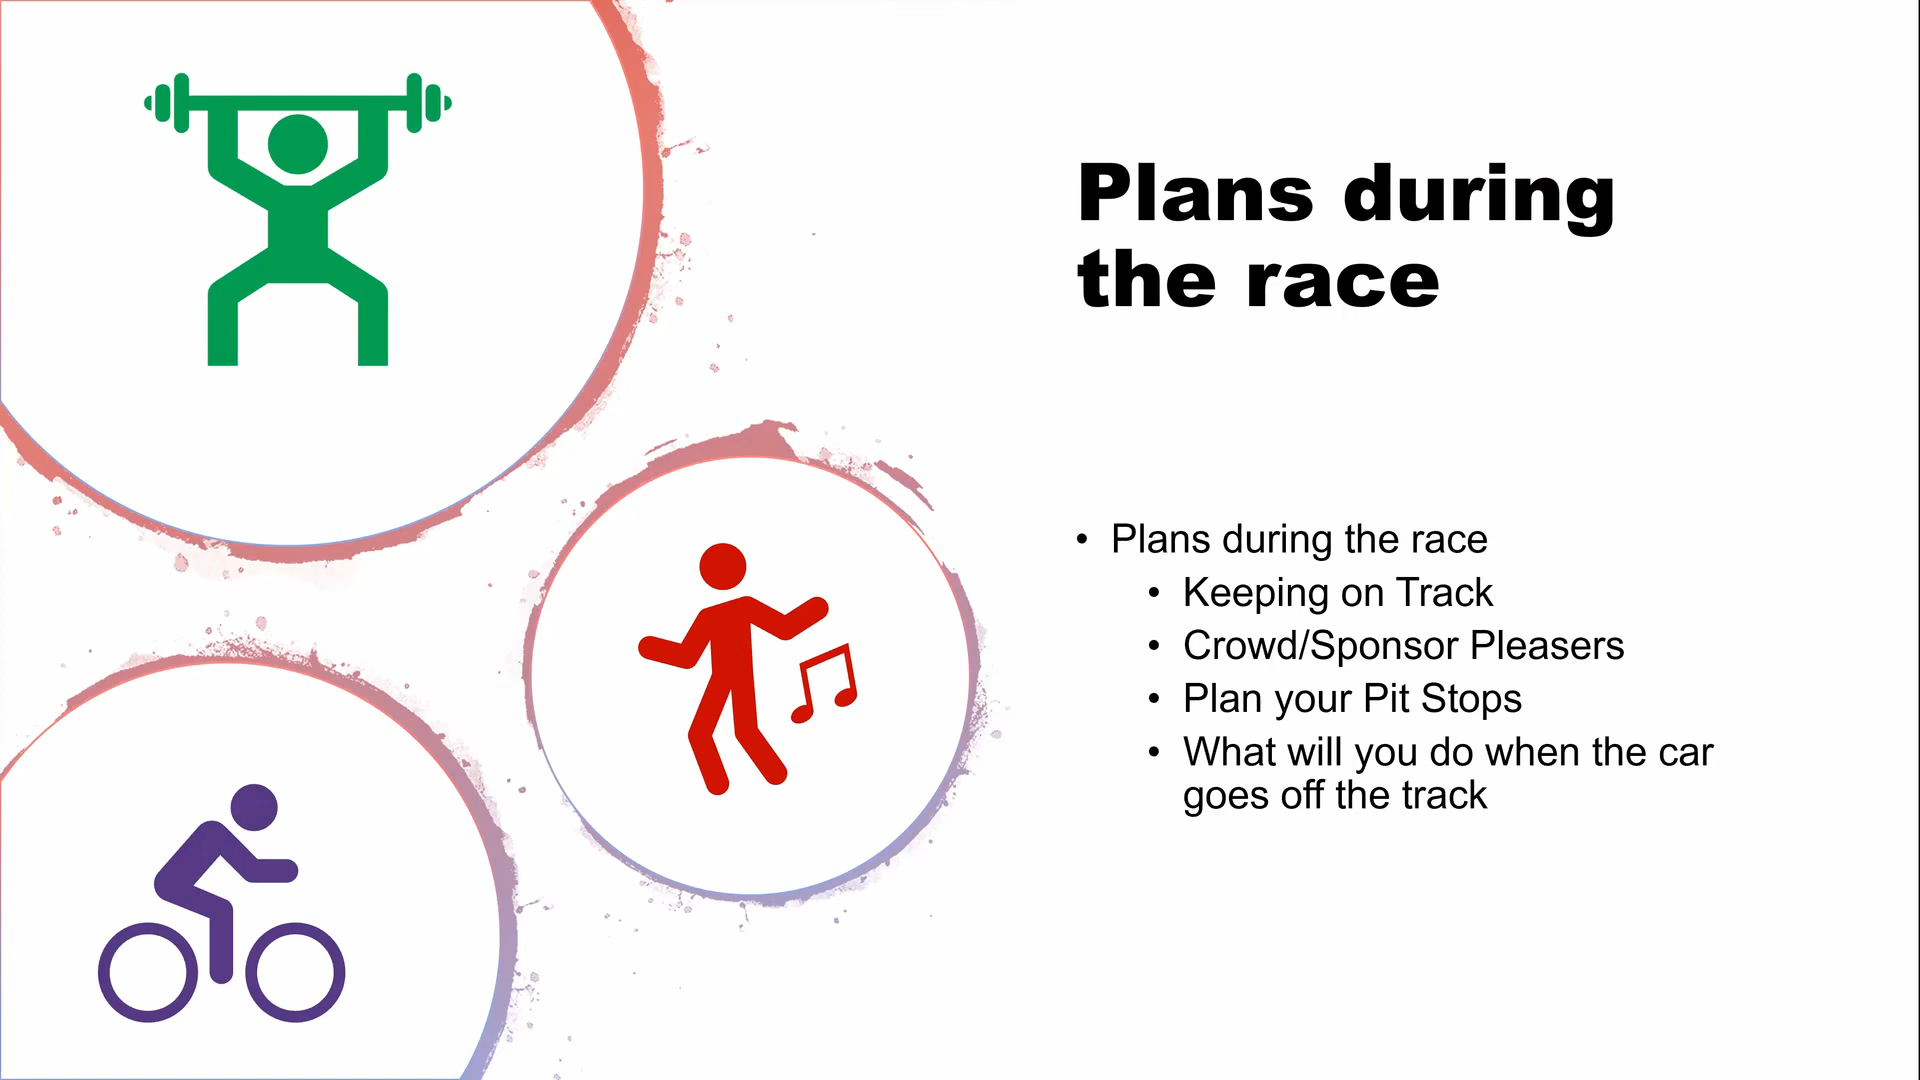 Plans during
the race
• Plans during the race
• Keeping on Track
• Crowd/Sponsor Pleasers
• Plan your Pit Stops
• What will you do when the car
goes off the track